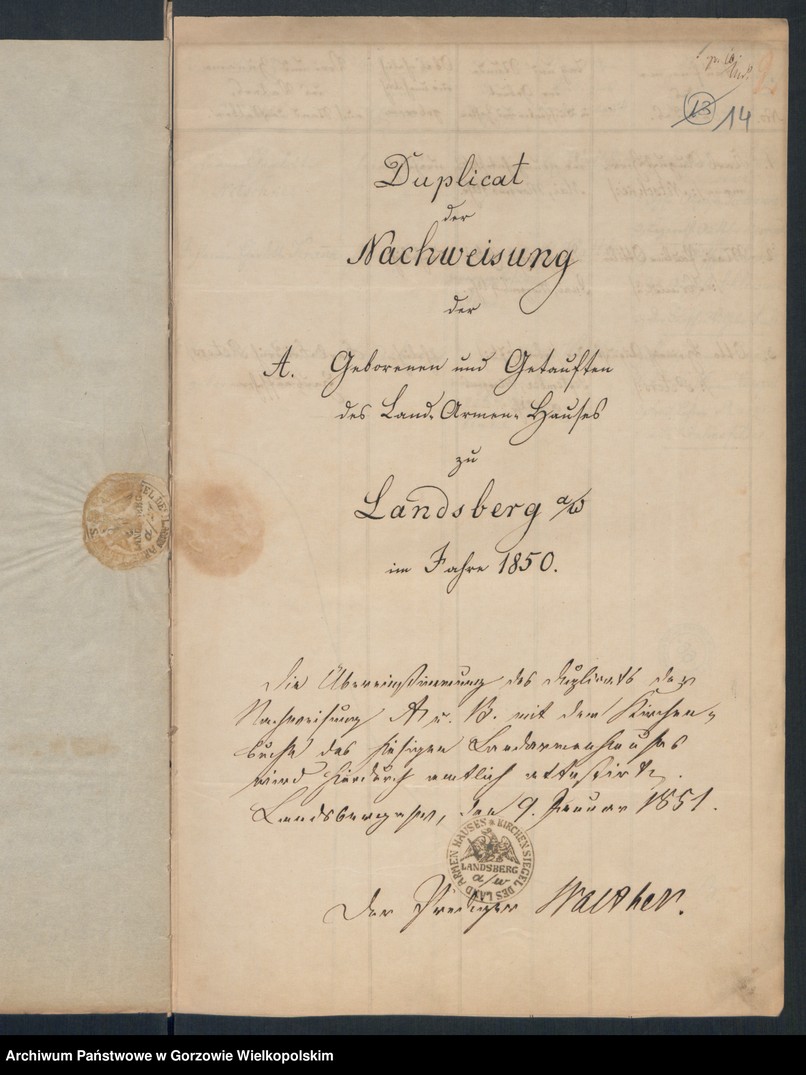 13 14
Duplicat
der
Nachweisung
der
A. Geborenen und Getauften
des Land-Armen-Hauses
zu
Landsberg a/W
im Jahre 1850.
Die Übereinstimmung des Duplicats der
Nachweisung A u. B. mit dem Kirchen-
buche des hiesigen Landarmenhauses
wird hierdurch amtlich attestirt.
Landsberg a/W, den 9. Januar 1851.
KIRCHEN SIEGEL DES LAND ARMEN HAUSES
LANDSBERG
a/W
Der Prediger Walther.
Archiwum Państwowe w Gorzowie Wielkopolskim